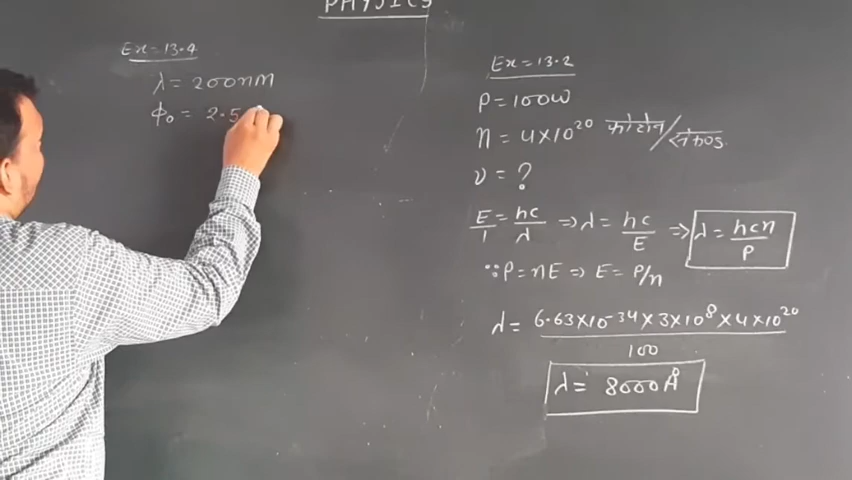 PHYSICS
Ex=13.4
λ = 200nm
ϕ₀ = 2.5
Ex=13.2
P=100W
n = 4×10²⁰
ν = ?
E/1 = hc/λ ⇒ λ = hc/E ⇒ λ = hcn/P
∵ P = nE ⇒ E = P/n
λ = 6.63×10⁻³⁴×3×10⁸×4×10²⁰/100
λ = 8000Å